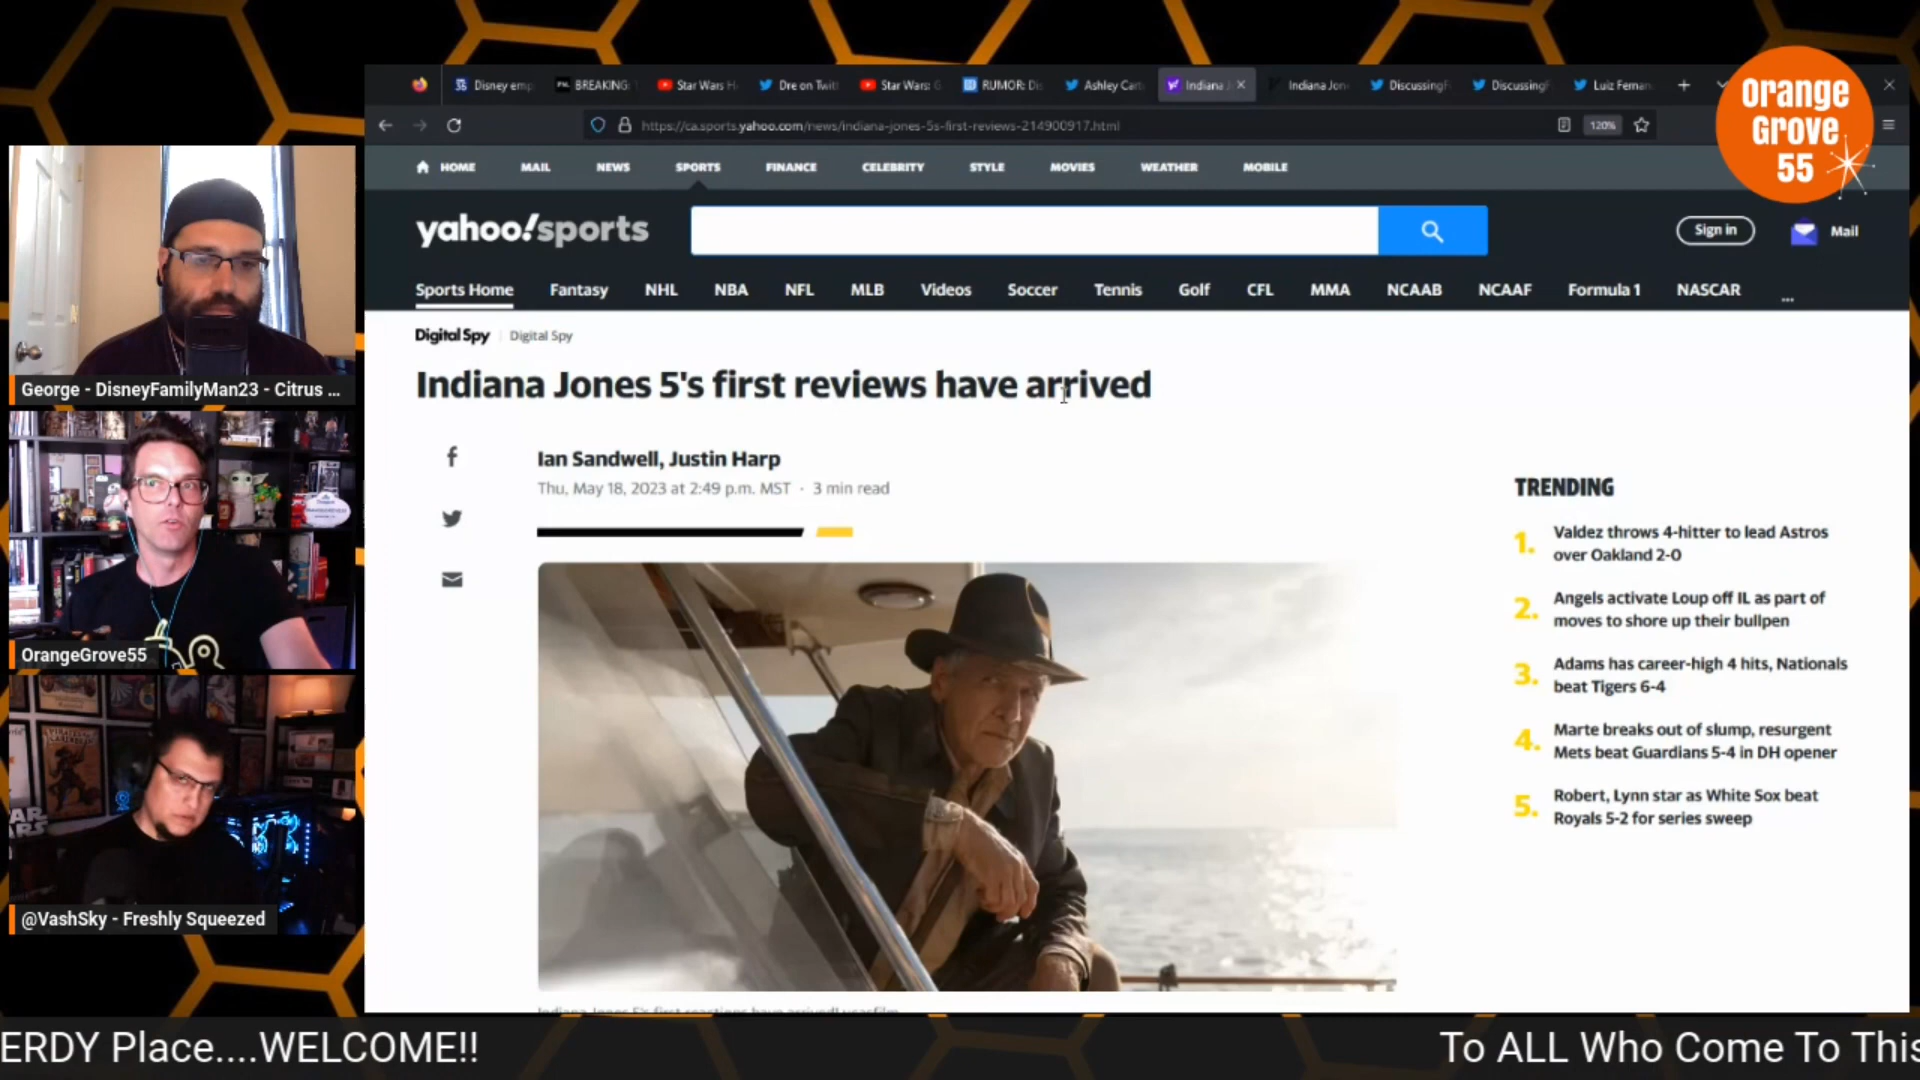 Disney emp
BREAKING:
Star Wars H
Dre on Twitt
Star Wars: G
RUMOR: Dis
Ashley Cart
Indiana J
Indiana Jon
DiscussingF
Discussing
Luiz Fernan
https://ca.sports.yahoo.com/news/indiana-jones-5s-first-reviews-214900917.html
120%
Orange
Grove
55
HOME
MAIL
NEWS
SPORTS
FINANCE
CELEBRITY
STYLE
MOVIES
WEATHER
MOBILE
yahoo!sports
Sign in
Mail
Sports Home
Fantasy
NHL
NBA
NFL
MLB
Videos
Soccer
Tennis
Golf
CFL
MMA
NCAAB
NCAAF
Formula 1
NASCAR
...
Digital Spy
Digital Spy
Indiana Jones 5's first reviews have arrived
Ian Sandwell, Justin Harp
Thu, May 18, 2023 at 2:49 p.m. MST · 3 min read
TRENDING
1. Valdez throws 4-hitter to lead Astros
over Oakland 2-0
2. Angels activate Loup off IL as part of
moves to shore up their bullpen
3. Adams has career-high 4 hits, Nationals
beat Tigers 6-4
4. Marte breaks out of slump, resurgent
Mets beat Guardians 5-4 in DH opener
5. Robert, Lynn star as White Sox beat
Royals 5-2 for series sweep
George - DisneyFamilyMan23 - Citrus ...
OrangeGrove55
@VashSky - Freshly Squeezed
ERDY Place....WELCOME!!
To ALL Who Come To This